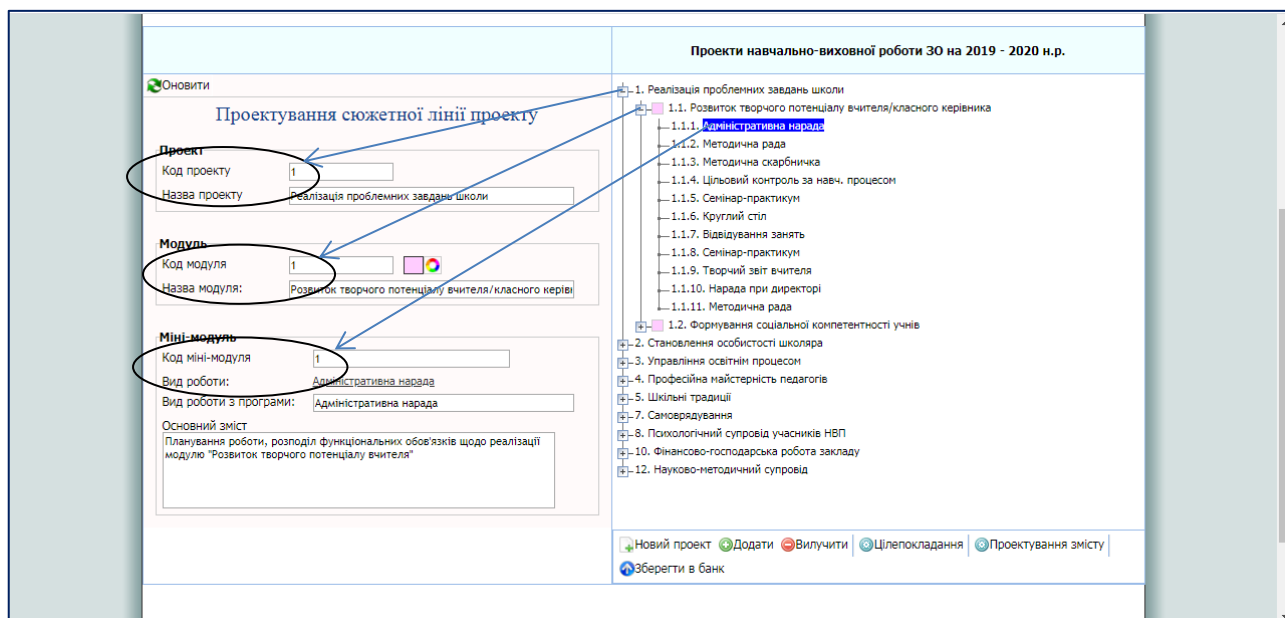 Проекти навчально-виховної роботи ЗО на 2019 - 2020 н.р.
Оновити
Проектування сюжетної лінії проекту
Проект
Код проекту 1
Назва проекту Реалізація проблемних завдань школи
Модуль
Код модуля 1
Назва модуля: Розвиток творчого потенціалу вчителя/класного керівн
Міні-модуль
Код міні-модуля 1
Вид роботи: Адміністративна нарада
Вид роботи з програми: Адміністративна нарада
Основний зміст
Планування роботи, розподіл функціональних обов'язків щодо реалізації
модулю "Розвиток творчого потенціалу вчителя"
1. Реалізація проблемних завдань школи
1.1. Розвиток творчого потенціалу вчителя/класного керівника
1.1.1. Адміністративна нарада
1.1.2. Методична рада
1.1.3. Методична скарбничка
1.1.4. Цільовий контроль за навч. процесом
1.1.5. Семінар-практикум
1.1.6. Круглий стіл
1.1.7. Відвідування занять
1.1.8. Семінар-практикум
1.1.9. Творчий звіт вчителя
1.1.10. Нарада при директорі
1.1.11. Методична рада
1.2. Формування соціальної компетентності учнів
2. Становлення особистості школяра
3. Управління освітнім процесом
4. Професійна майстерність педагогів
5. Шкільні традиції
7. Самоврядування
8. Психологічний супровід учасників НВП
10. Фінансово-господарська робота закладу
12. Науково-методичний супровід
Новий проект Додати Вилучити Цілепокладання Проектування змісту
Зберегти в банк